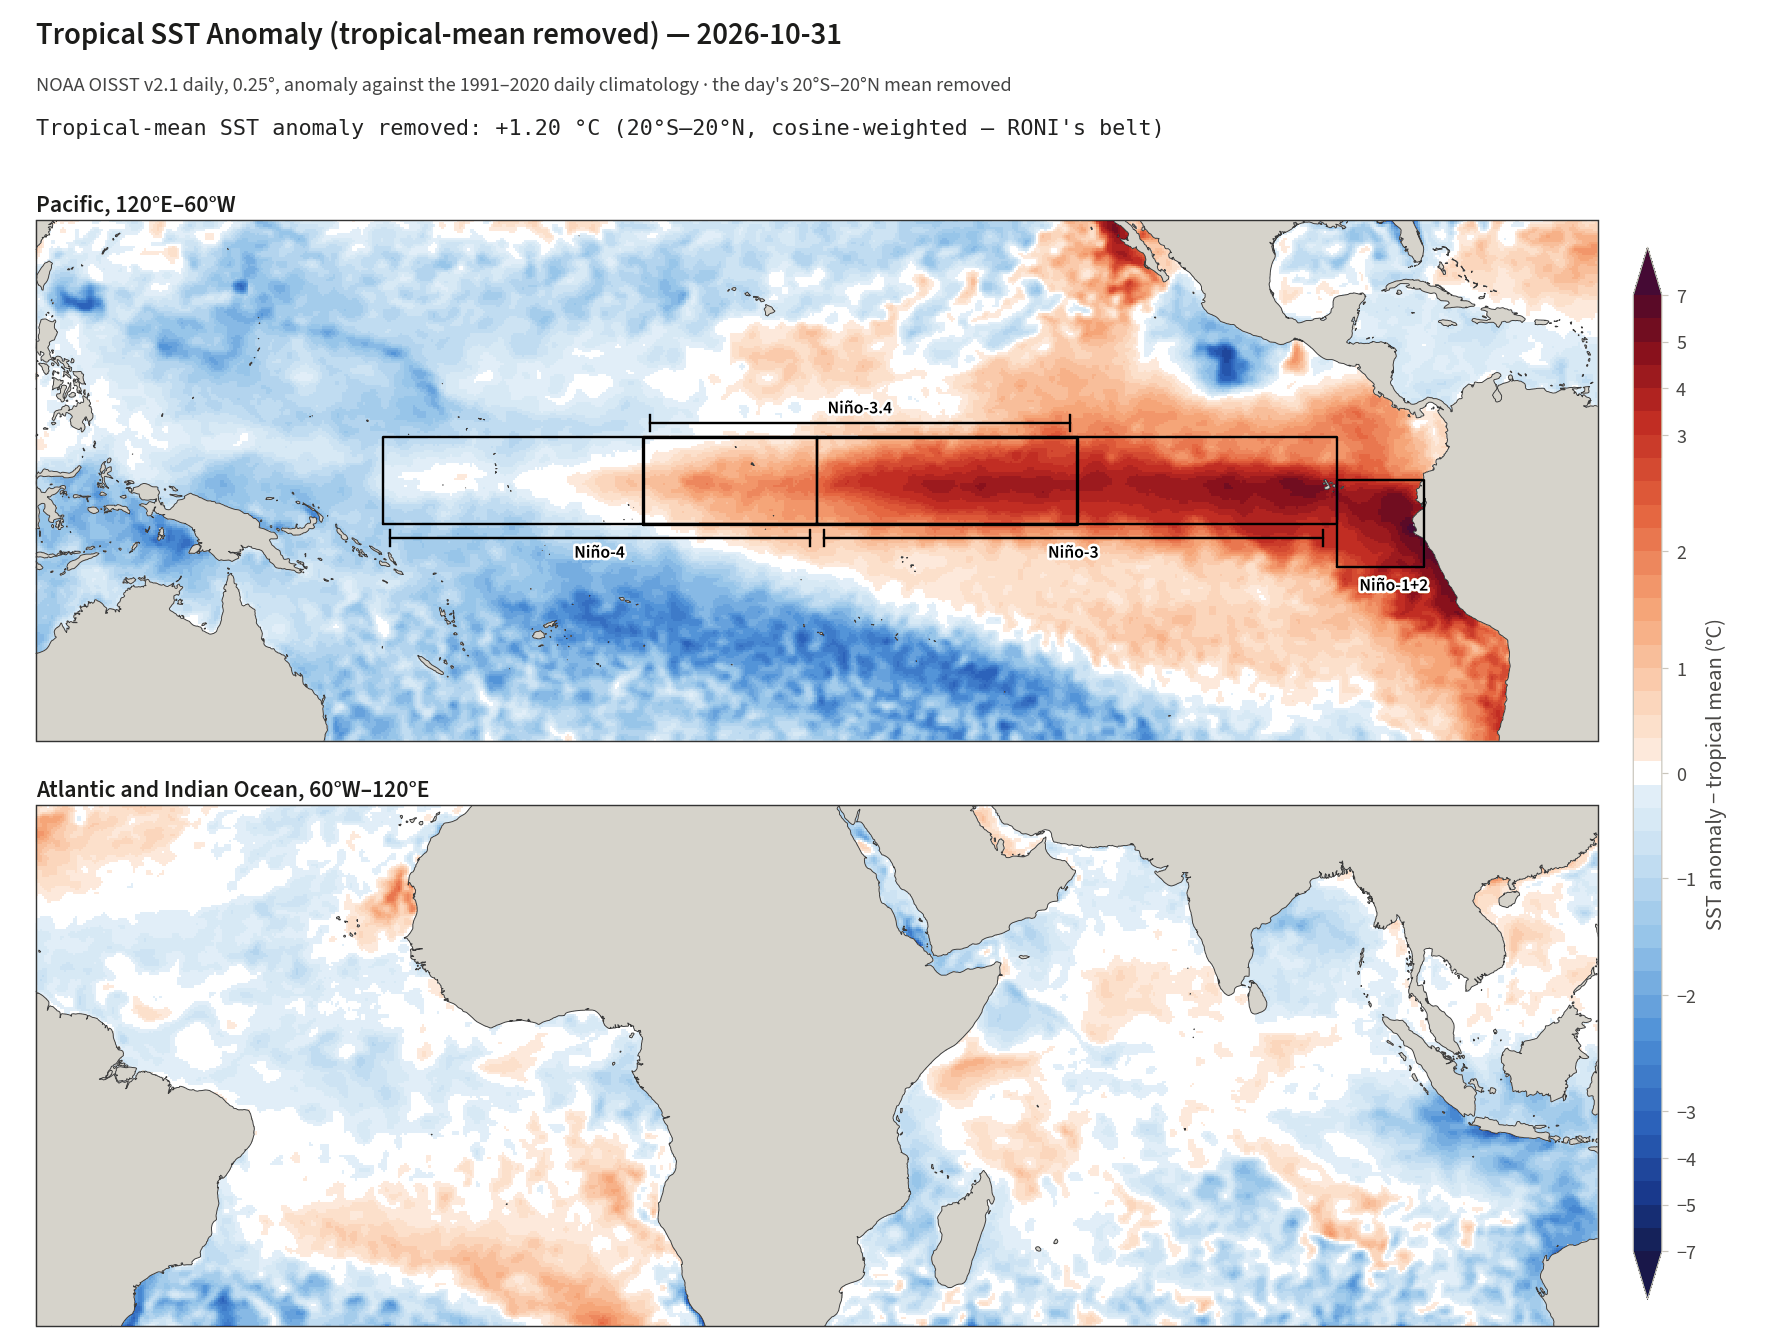 Tropical SST Anomaly (tropical-mean removed) — 2026-10-31
NOAA OISST v2.1 daily, 0.25°, anomaly against the 1991–2020 daily climatology · the day's 20°S–20°N mean removed
Tropical-mean SST anomaly removed: +1.20 °C (20°S–20°N, cosine-weighted — RONI's belt)
Pacific, 120°E–60°W
Niño-3.4
Niño-4
Niño-3
Niño-1+2
Atlantic and Indian Ocean, 60°W–120°E
7
5
4
3
2
1
0
−1
−2
−3
−4
−5
−7
SST anomaly − tropical mean (°C)